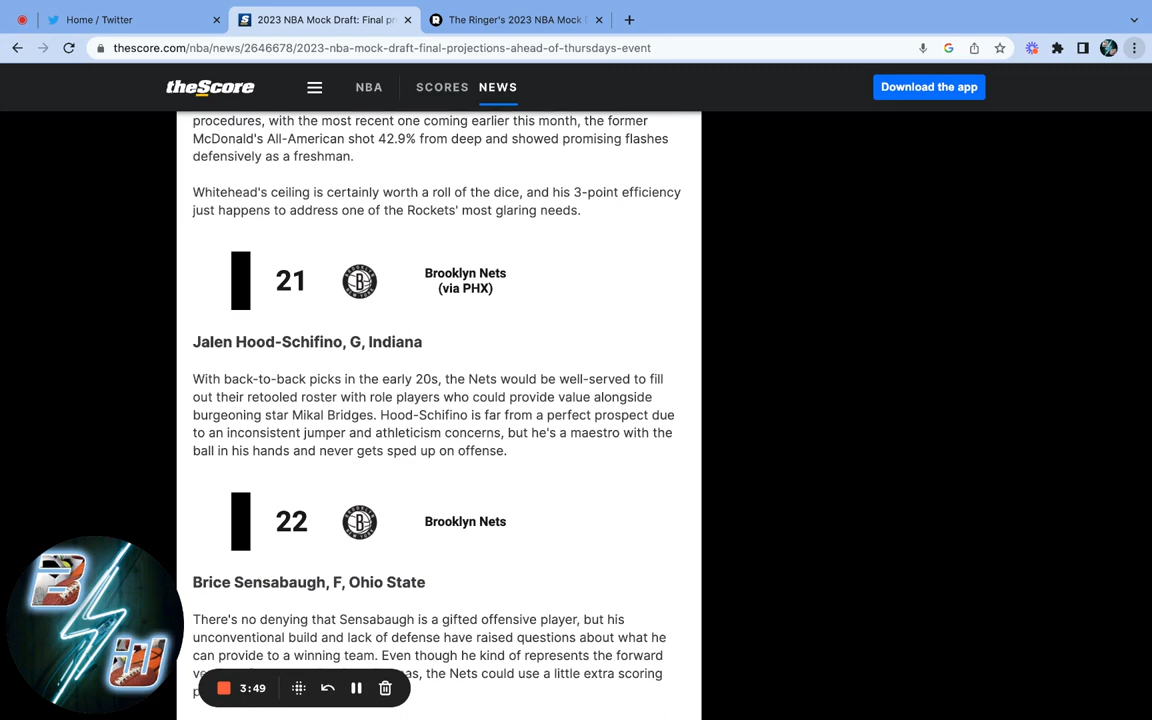 Home / Twitter
2023 NBA Mock Draft: Final pr
The Ringer's 2023 NBA Mock
thescore.com/nba/news/2646678/2023-nba-mock-draft-final-projections-ahead-of-thursdays-event
theScore
NBA
SCORES
NEWS
Download the app
procedures, with the most recent one coming earlier this month, the former
McDonald's All-American shot 42.9% from deep and showed promising flashes
defensively as a freshman.
Whitehead's ceiling is certainly worth a roll of the dice, and his 3-point efficiency
just happens to address one of the Rockets' most glaring needs.
21
B
Brooklyn Nets
(via PHX)
Jalen Hood-Schifino, G, Indiana
With back-to-back picks in the early 20s, the Nets would be well-served to fill
out their retooled roster with role players who could provide value alongside
burgeoning star Mikal Bridges. Hood-Schifino is far from a perfect prospect due
to an inconsistent jumper and athleticism concerns, but he's a maestro with the
ball in his hands and never gets sped up on offense.
22
B
Brooklyn Nets
Brice Sensabaugh, F, Ohio State
There's no denying that Sensabaugh is a gifted offensive player, but his
unconventional build and lack of defense have raised questions about what he
can provide to a winning team. Even though he kind of represents the forward
the Nets could use a little extra scoring
3:49